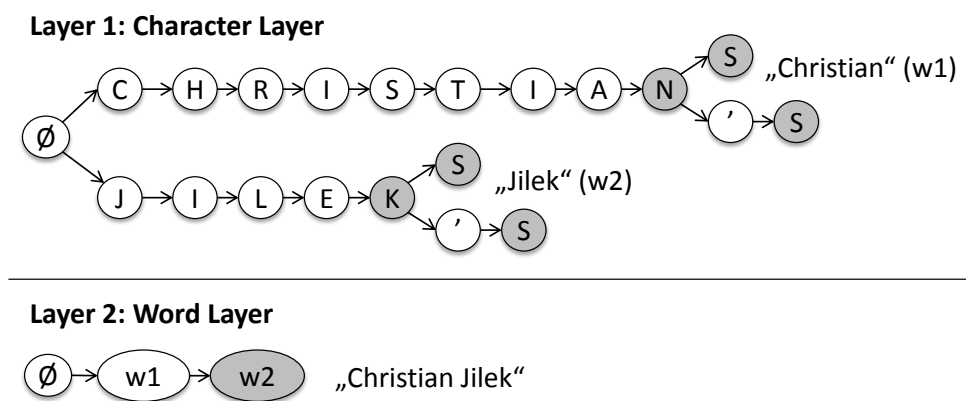 Layer 1: Character Layer
C H R I S T I A N S „Christian“ (w1)
’ S
Ø
J I L E K S „Jilek“ (w2)
’ S
Layer 2: Word Layer
Ø w1 w2 „Christian Jilek“